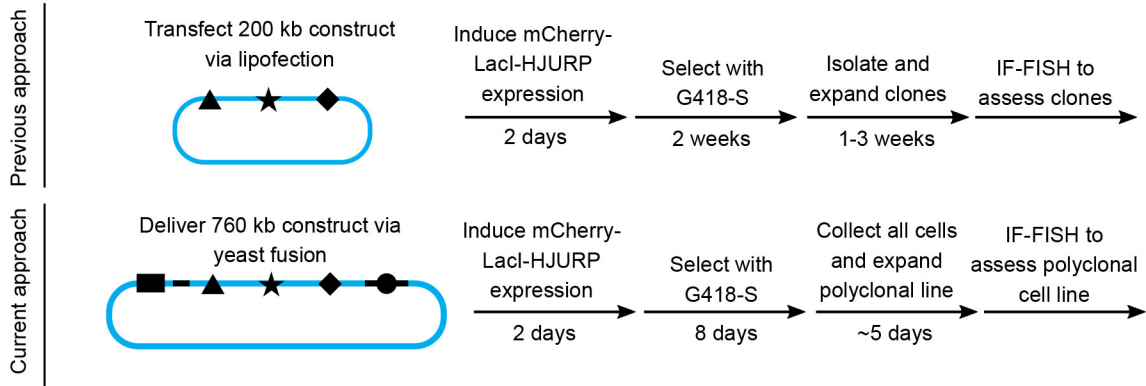 Previous approach
Transfect 200 kb construct
via lipofection
Induce mCherry-
LacI-HJURP
expression
2 days
Select with
G418-S
2 weeks
Isolate and
expand clones
1-3 weeks
IF-FISH to
assess clones
Current approach
Deliver 760 kb construct via
yeast fusion
Induce mCherry-
LacI-HJURP
expression
2 days
Select with
G418-S
8 days
Collect all cells
and expand
polyclonal line
~5 days
IF-FISH to
assess polyclonal
cell line